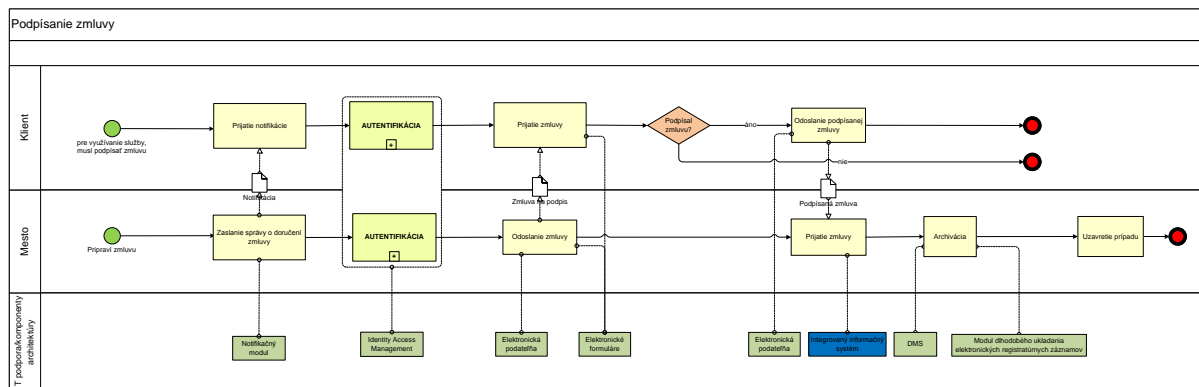 Podpísanie zmluvy
Klient
pre využívanie služby,
musí podpísať zmluvu
Prijatie notifikácie
AUTENTIFIKÁCIA
Prijatie zmluvy
Podpísal
zmluvu?
áno
nie
Odoslanie podpísanej
zmluvy
Notifikácia
Zmluva na podpis
Podpísaná zmluva
Mesto
Pripraví zmluvu
Zaslanie správy o doručení
zmluvy
AUTENTIFIKÁCIA
Odoslanie zmluvy
Prijatie zmluvy
Archivácia
Uzavretie prípadu
T podpora/komponenty
architektúry
Notifikačný
modul
Identity Access
Management
Elektronická
podateľňa
Elektronické
formuláre
Elektronická
podateľňa
Integrovaný informačný
systém
DMS
Modul dlhodobého ukladania
elektronických registratúrnych záznamov